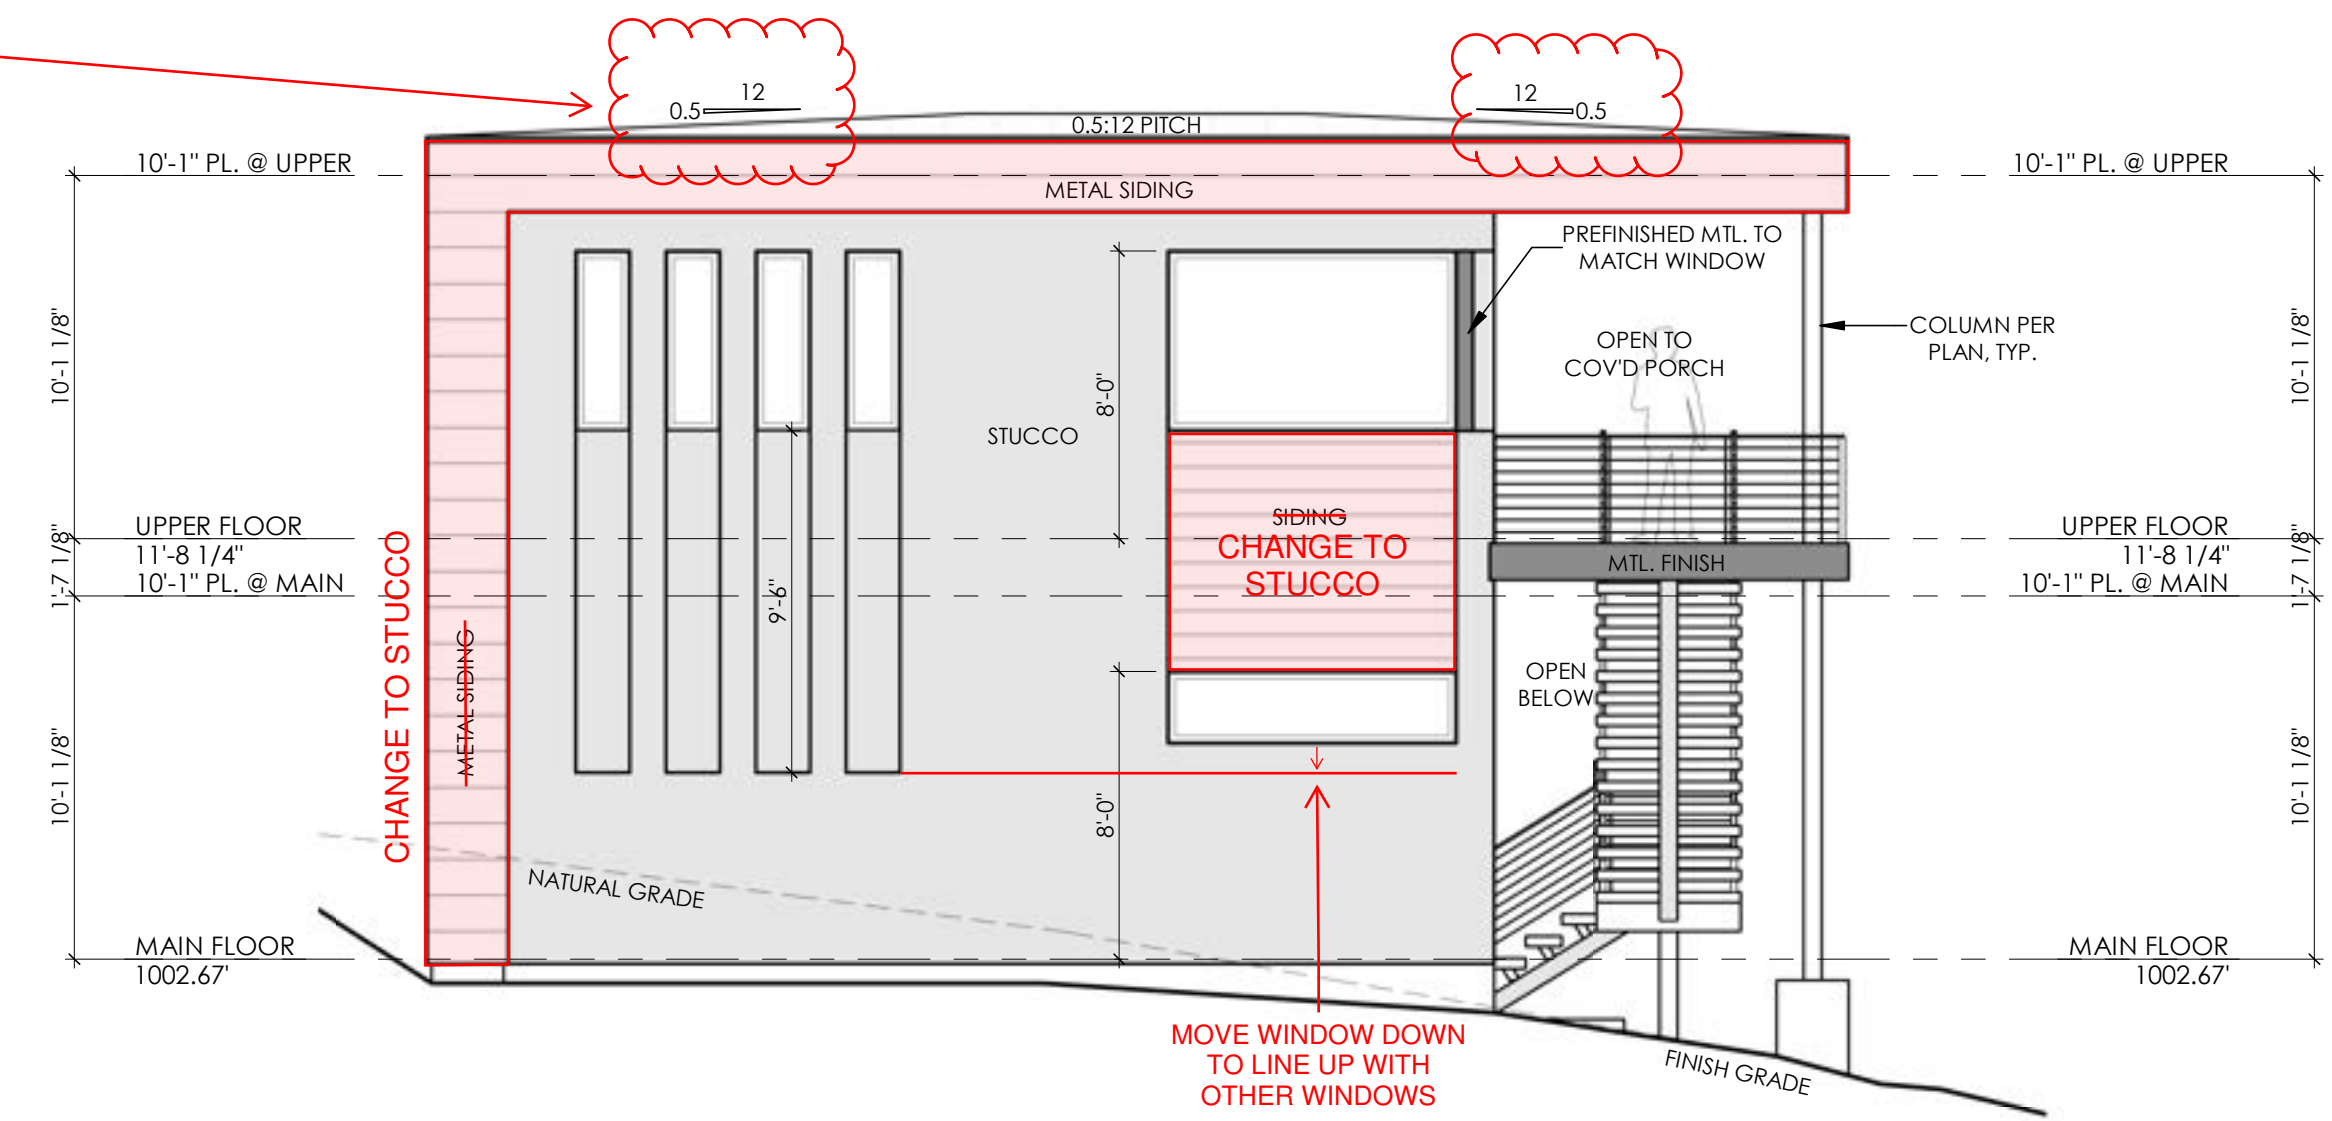 12
0.5
12
0.5
0.5:12 PITCH
10'-1" PL. @ UPPER
10'-1" PL. @ UPPER
METAL SIDING
PREFINISHED MTL. TO
MATCH WINDOW
COLUMN PER
PLAN, TYP.
OPEN TO
COV'D PORCH
10'-1 1/8"
8'-0"
10'-1 1/8"
STUCCO
SIDING
CHANGE TO
STUCCO
UPPER FLOOR
11'-8 1/4"
10'-1" PL. @ MAIN
1'-7 1/8"
MTL. FINISH
UPPER FLOOR
11'-8 1/4"
10'-1" PL. @ MAIN
1'-7 1/8"
9'-6"
CHANGE TO STUCCO
METAL SIDING
OPEN
BELOW
10'-1 1/8"
8'-0"
10'-1 1/8"
NATURAL GRADE
MAIN FLOOR
1002.67'
MAIN FLOOR
1002.67'
MOVE WINDOW DOWN
TO LINE UP WITH
OTHER WINDOWS
FINISH GRADE